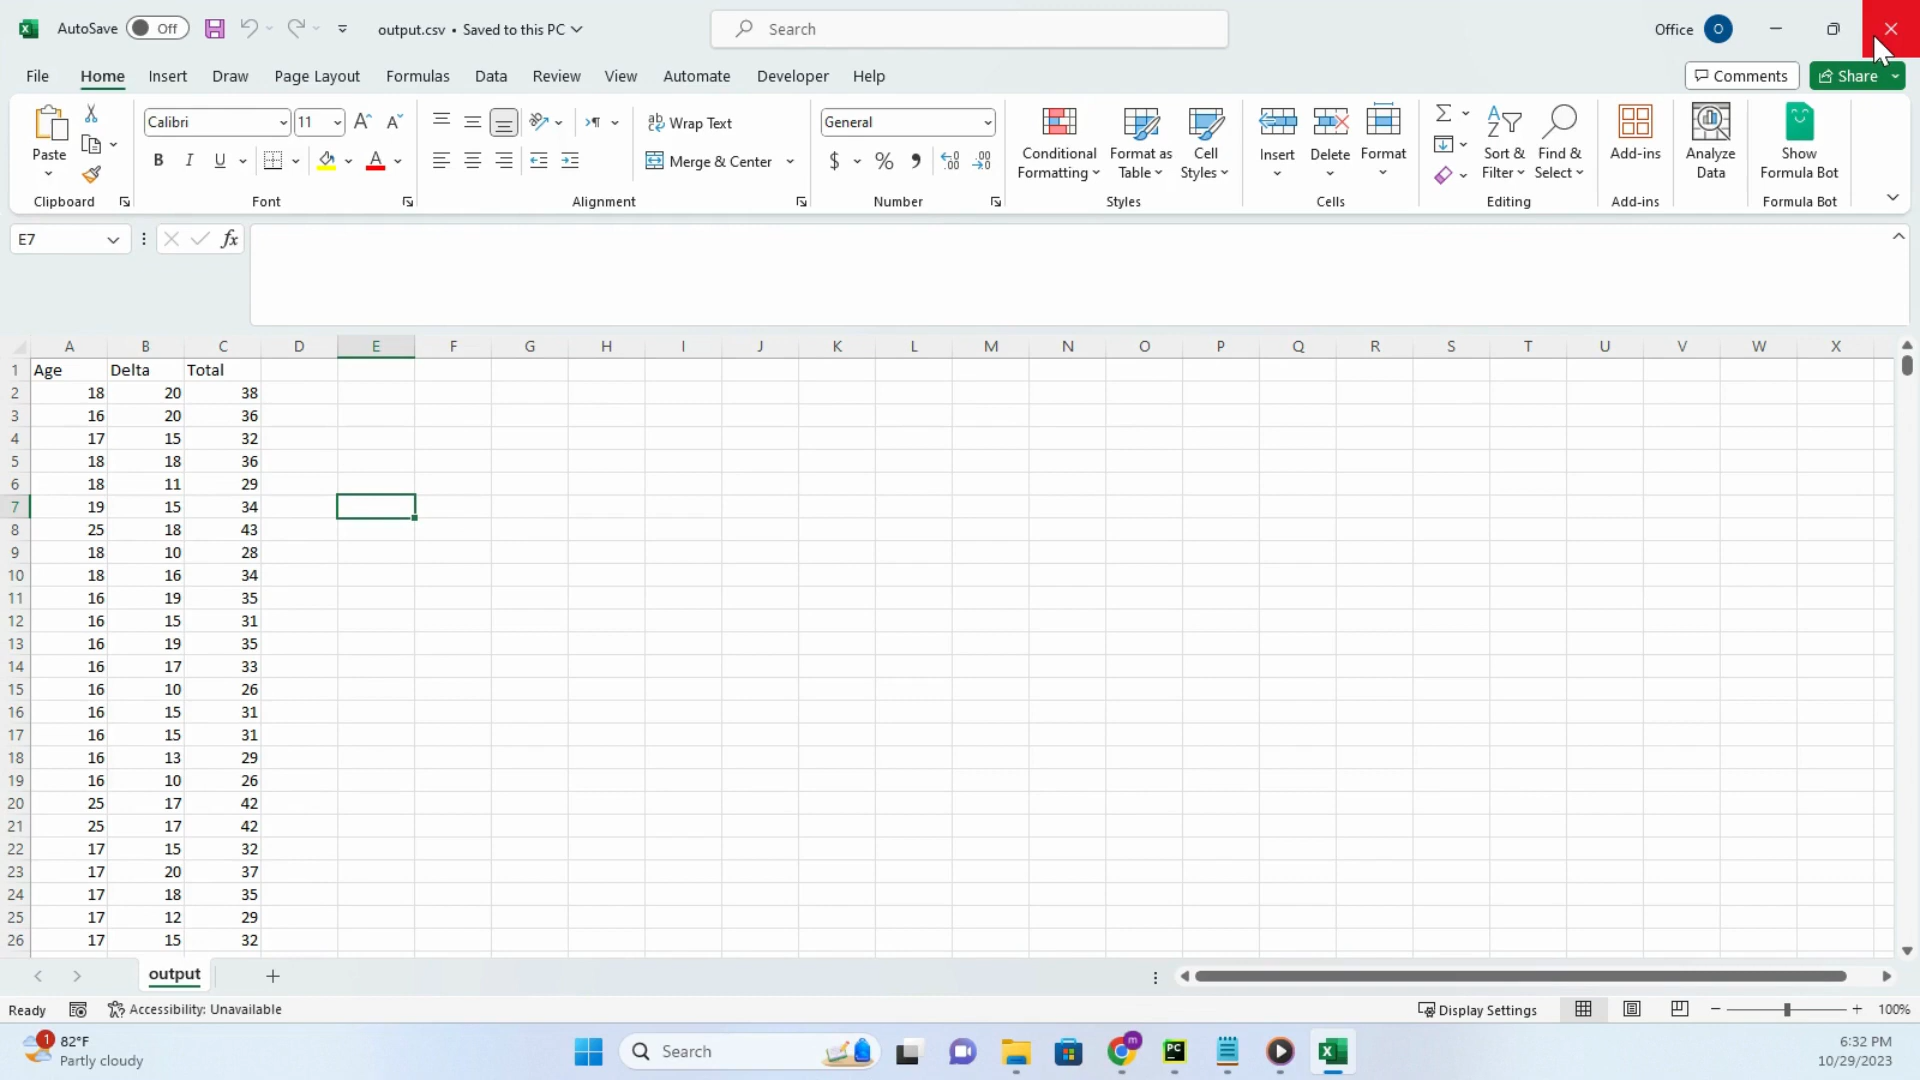 AutoSave Off output.csv • Saved to this PC Search Office O
File Home Insert Draw Page Layout Formulas Data Review View Automate Developer Help Comments Share
Calibri 11 Wrap Text General
Paste B I U Merge & Center $ % Conditional Formatting Format as Table Cell Styles Insert Delete Format Sort & Filter Find & Select Add-ins Analyze Data Show Formula Bot
Clipboard Font Alignment Number Styles Cells Editing Add-ins Formula Bot
E7 fx
A B C D E F G H I J K L M N O P Q R S T U V W X
1 Age Delta Total
2 18 20 38
3 16 20 36
4 17 15 32
5 18 18 36
6 18 11 29
7 19 15 34
8 25 18 43
9 18 10 28
10 18 16 34
11 16 19 35
12 16 15 31
13 16 19 35
14 16 17 33
15 16 10 26
16 16 15 31
17 16 15 31
18 16 13 29
19 16 10 26
20 25 17 42
21 25 17 42
22 17 15 32
23 17 20 37
24 17 18 35
25 17 12 29
26 17 15 32
output
Ready Accessibility: Unavailable Display Settings 100%
1 82°F Search 6:32 PM
Partly cloudy 10/29/2023